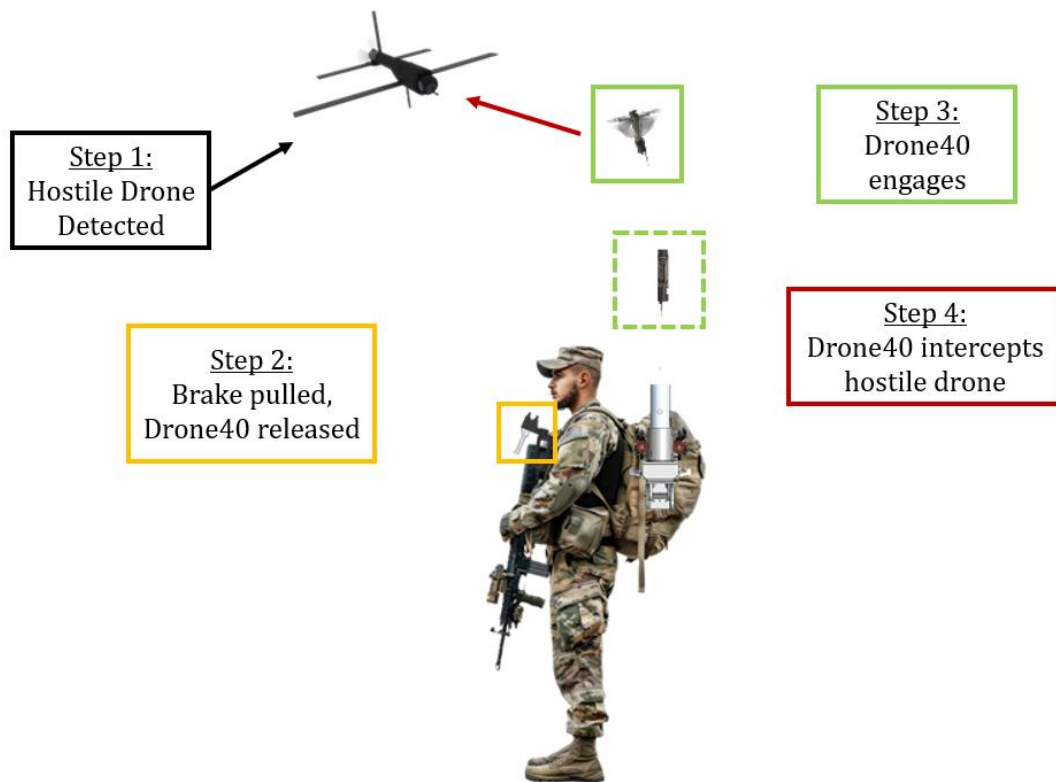 Step 1:
Hostile Drone
Detected
Step 2:
Brake pulled,
Drone40 released
Step 3:
Drone40
engages
Step 4:
Drone40 intercepts
hostile drone